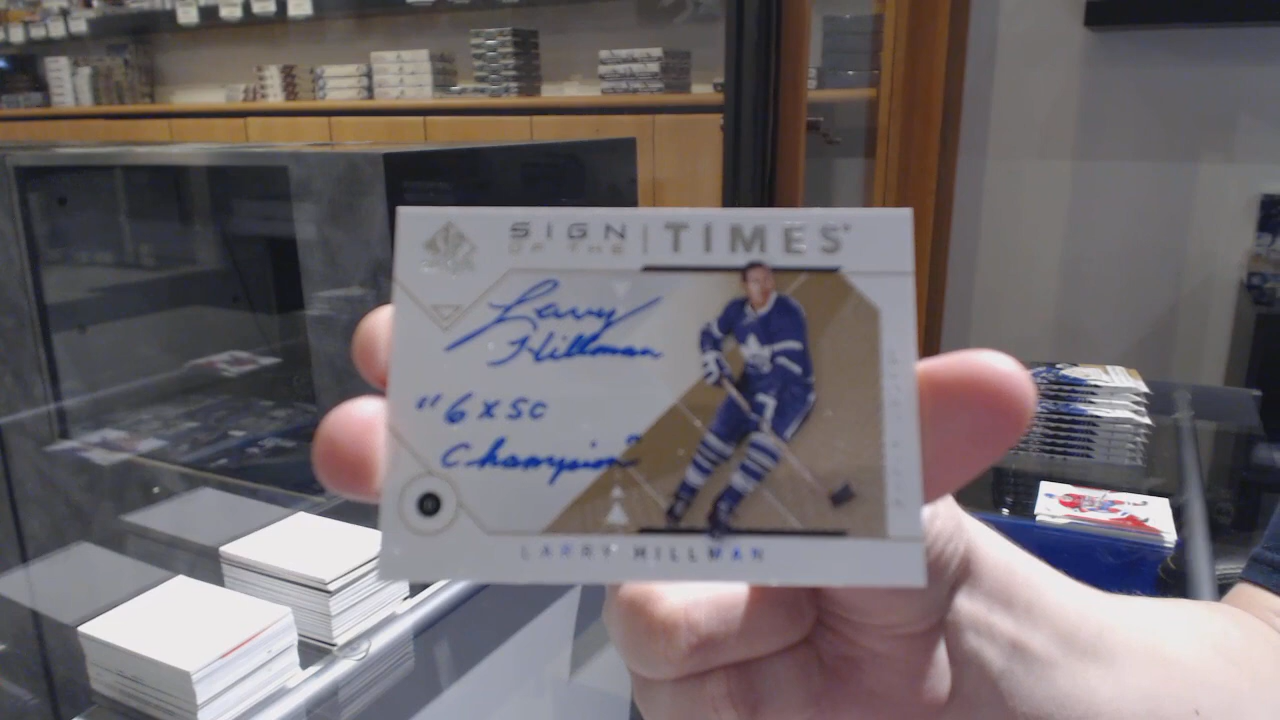 SIGN OF THE | TIMES
Larry
Hillman
"6 x SC
Champion"
LARRY HILLMAN